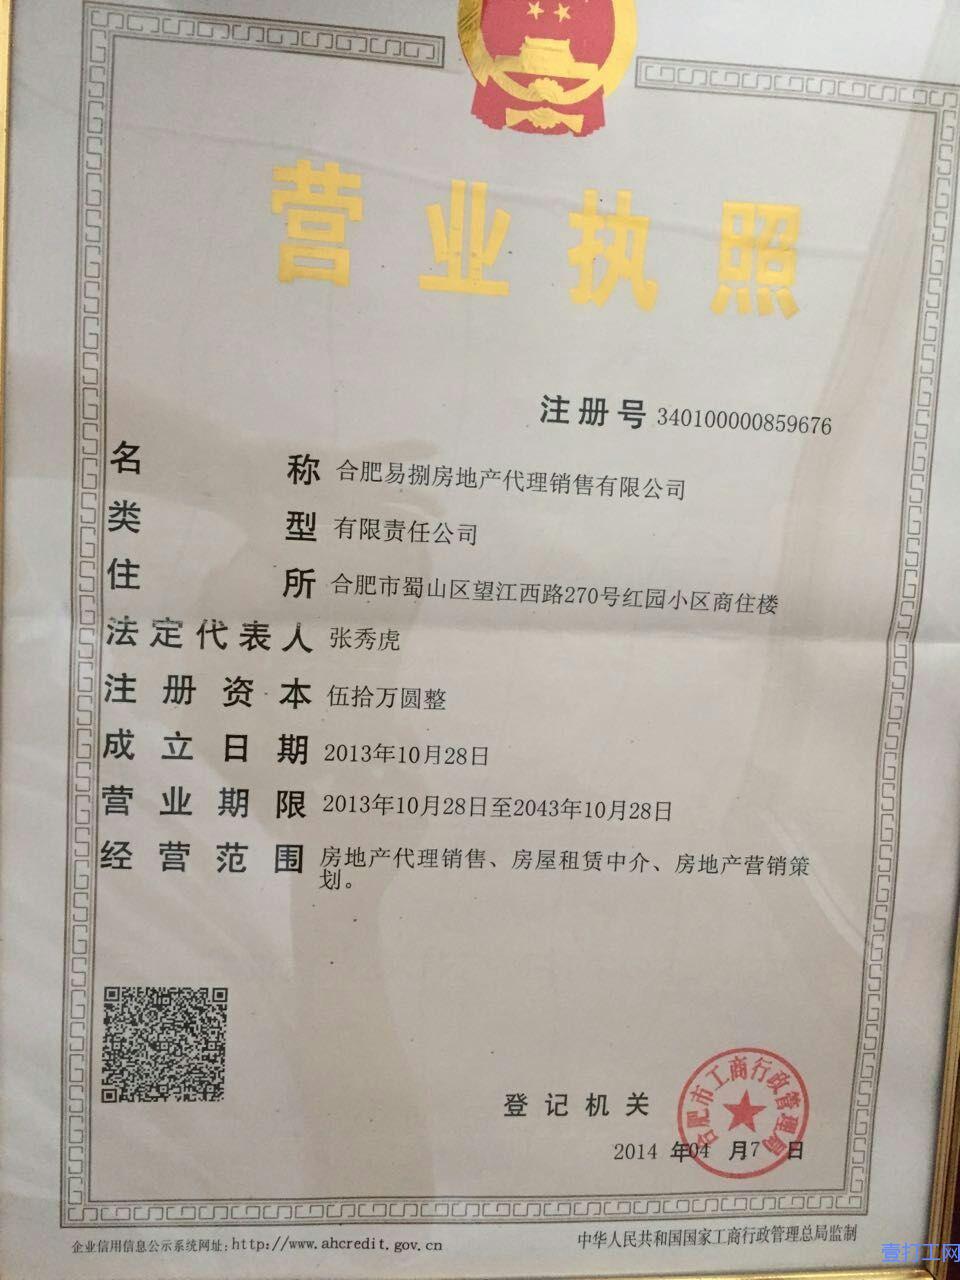 营业执照
注册号 340100000859676
名称 合肥易捌房地产代理销售有限公司
类型 有限责任公司
住所 合肥市蜀山区望江西路270号红园小区商住楼
法定代表人 张秀虎
注册资本 伍拾万圆整
成立日期 2013年10月28日
营业期限 2013年10月28日至2043年10月28日
经营范围 房地产代理销售、房屋租赁中介、房地产营销策
划。
合肥市工商行政管理局
登记机关
2014 年04 月 7 日
企业信用信息公示系统网址: http://www.ahcredit.gov.cn
中华人民共和国国家工商行政管理总局监制
壹打工网